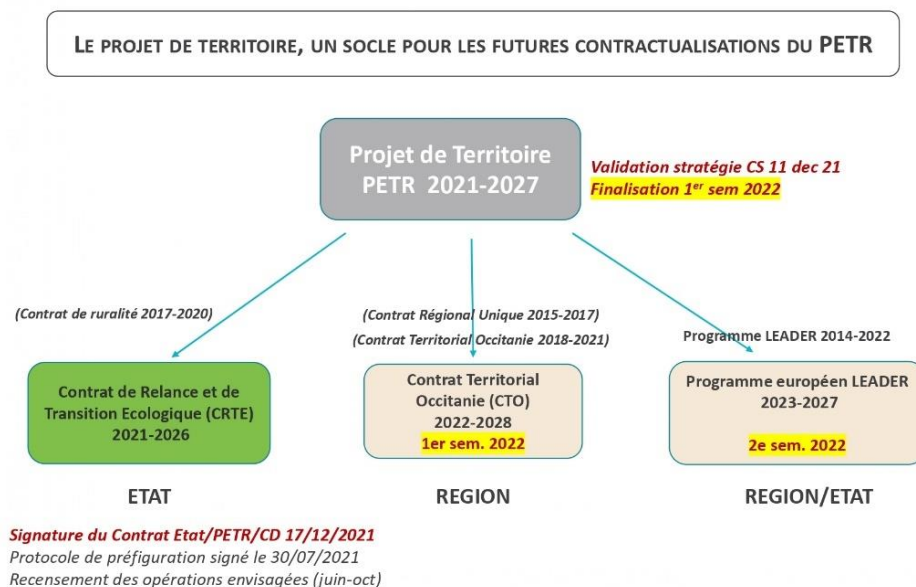 LE PROJET DE TERRITOIRE, UN SOCLE POUR LES FUTURES CONTRACTUALISATIONS DU PETR
Projet de Territoire
PETR 2021-2027
Validation stratégie CS 11 dec 21
Finalisation 1er sem 2022
(Contrat de ruralité 2017-2020)
(Contrat Régional Unique 2015-2017)
(Contrat Territorial Occitanie 2018-2021)
Programme LEADER 2014-2022
Contrat de Relance et de
Transition Ecologique (CRTE)
2021-2026
Contrat Territorial
Occitanie (CTO)
2022-2028
1er sem. 2022
Programme européen LEADER
2023-2027
2e sem. 2022
ETAT
REGION
REGION/ETAT
Signature du Contrat Etat/PETR/CD 17/12/2021
Protocole de préfiguration signé le 30/07/2021
Recensement des opérations envisagées (juin-oct)